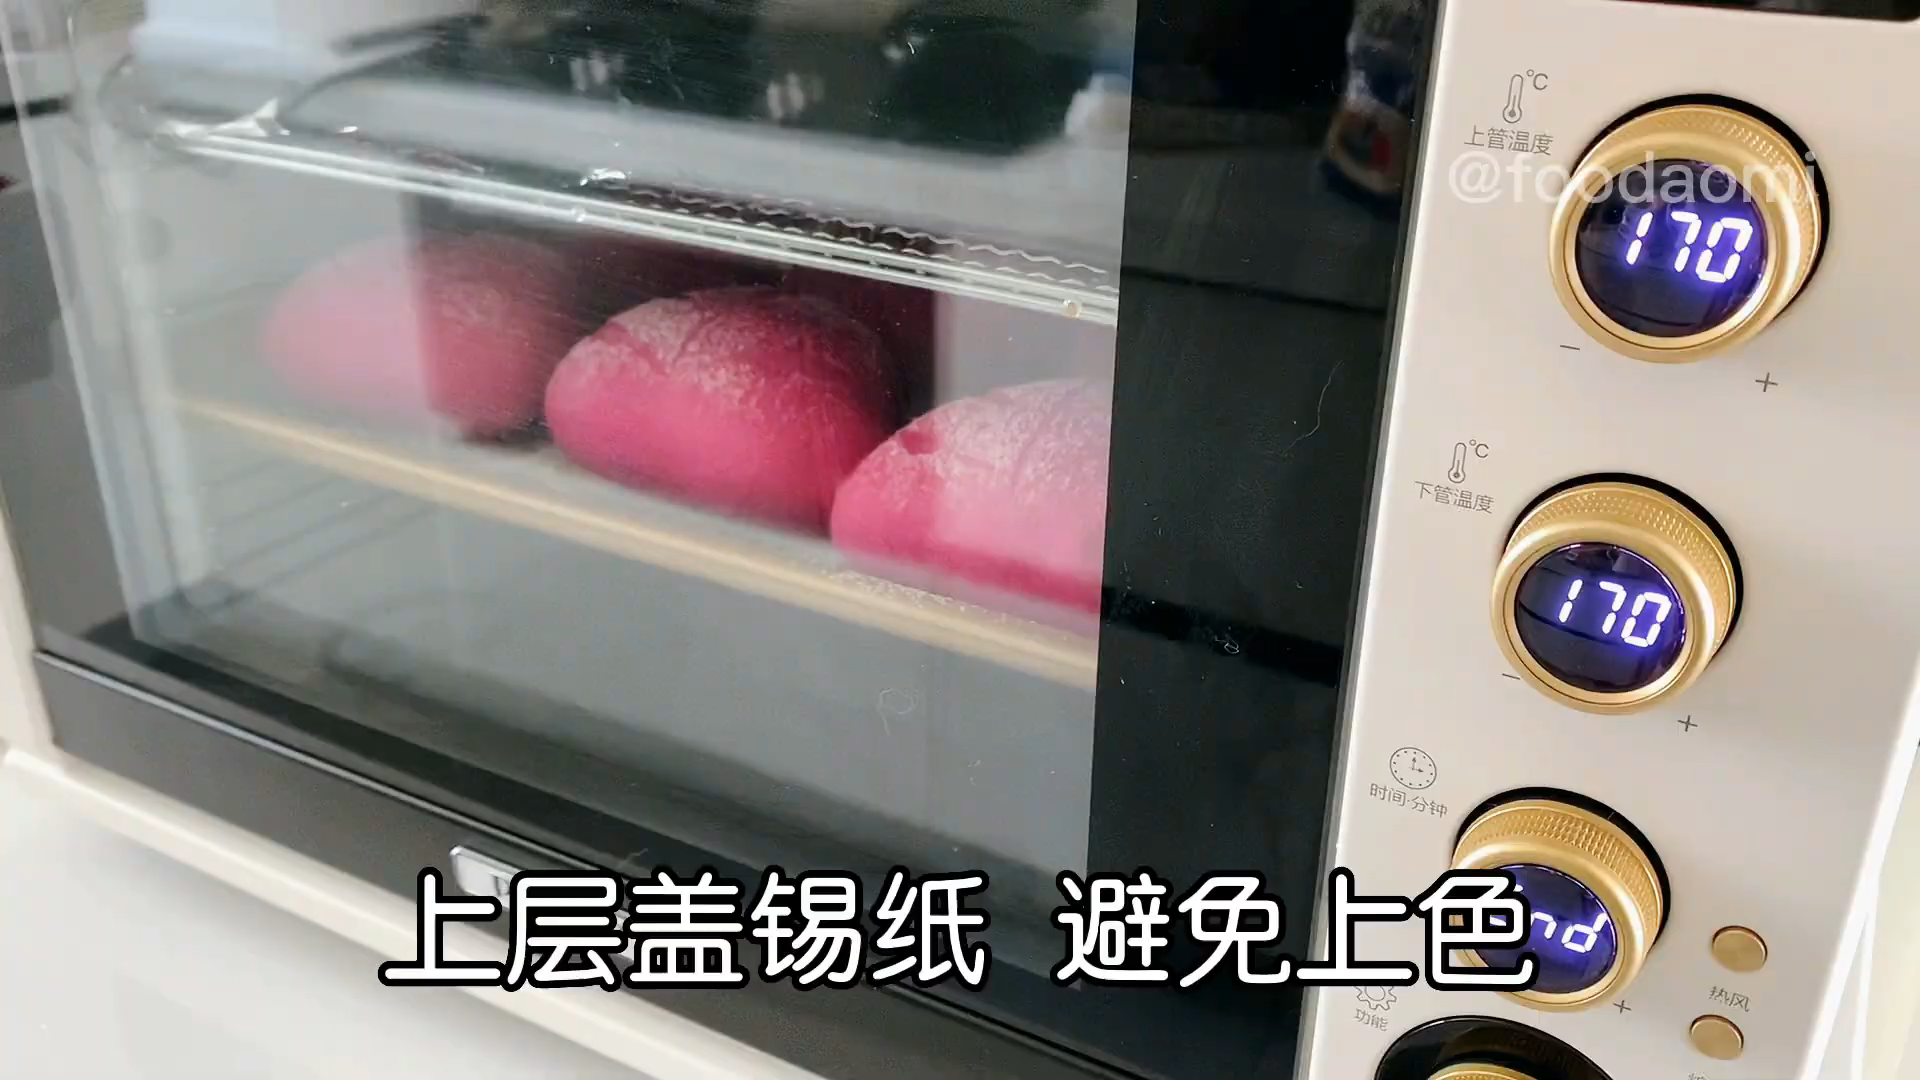 °C
上管温度
@foodaomi
170
°C
下管温度
170
时间·分钟
上层盖锡纸 避免上色
热风
功能